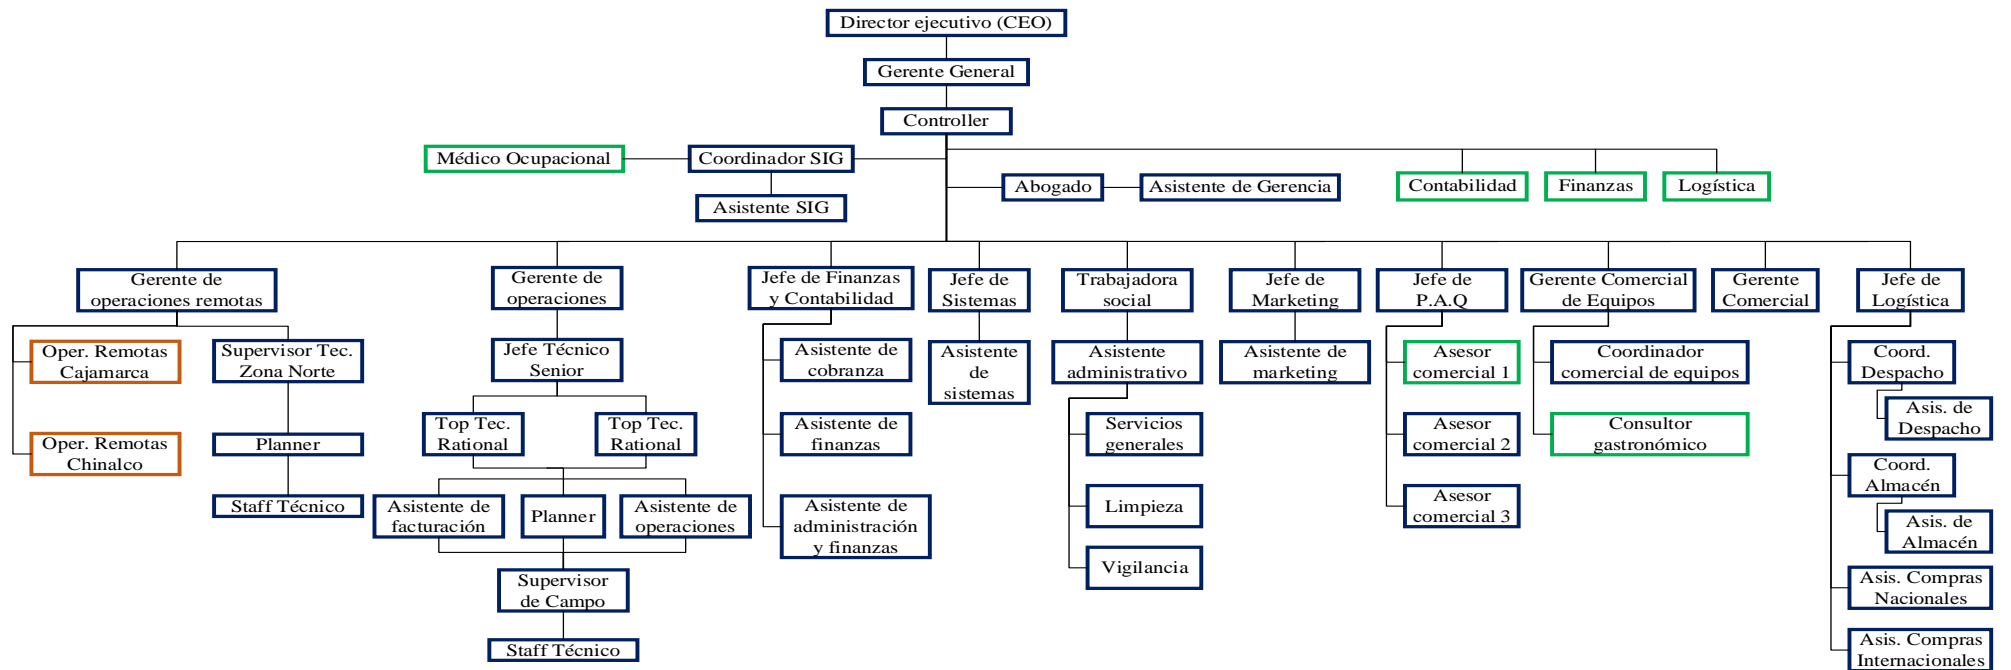 Director ejecutivo (CEO)
Gerente General
Controller
Médico Ocupacional
Coordinador SIG
Asistente SIG
Abogado
Asistente de Gerencia
Contabilidad
Finanzas
Logística
Gerente de
operaciones remotas
Oper. Remotas
Cajamarca
Oper. Remotas
Chinalco
Supervisor Tec.
Zona Norte
Planner
Staff Técnico
Gerente de
operaciones
Jefe Técnico
Senior
Top Tec.
Rational
Top Tec.
Rational
Asistente de
facturación
Planner
Asistente de
operaciones
Supervisor
de Campo
Staff Técnico
Jefe de Finanzas
y Contabilidad
Asistente de
cobranza
Asistente de
finanzas
Asistente de
administración
y finanzas
Jefe de
Sistemas
Asistente
de
sistemas
Trabajadora
social
Asistente
administrativo
Servicios
generales
Limpieza
Vigilancia
Jefe de
Marketing
Asistente de
marketing
Jefe de
P.A.Q
Asesor
comercial 1
Asesor
comercial 2
Asesor
comercial 3
Gerente Comercial
de Equipos
Coordinador
comercial de equipos
Consultor
gastronómico
Gerente
Comercial
Jefe de
Logística
Coord.
Despacho
Asis. de
Despacho
Coord.
Almacén
Asis. de
Almacén
Asis. Compras
Nacionales
Asis. Compras
Internacionales